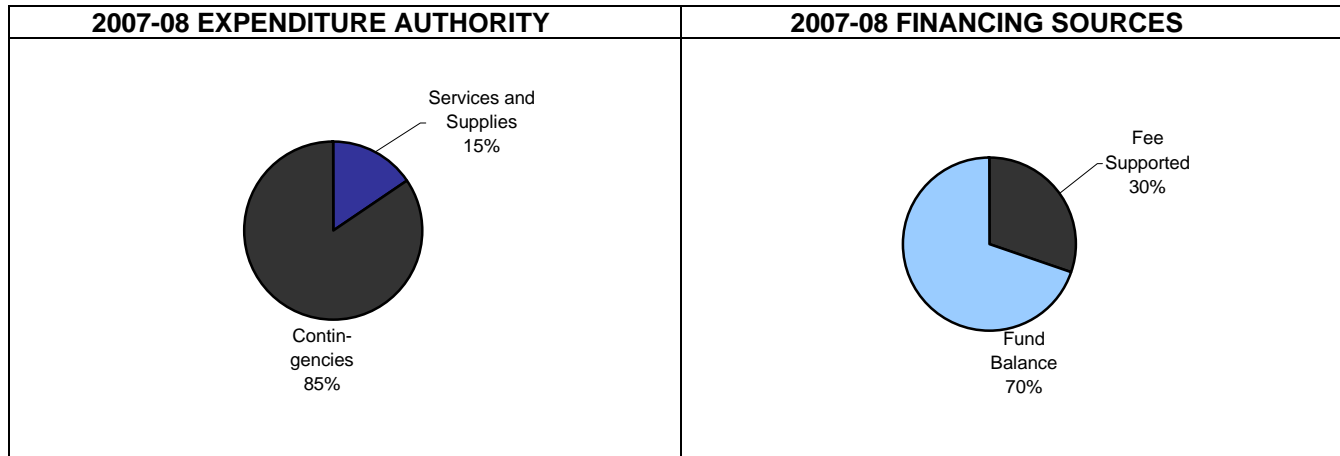 2007-08 EXPENDITURE AUTHORITY
Services and
Supplies
15%
Contin-
gencies
85%
2007-08 FINANCING SOURCES
Fee
Supported
30%
Fund
Balance
70%